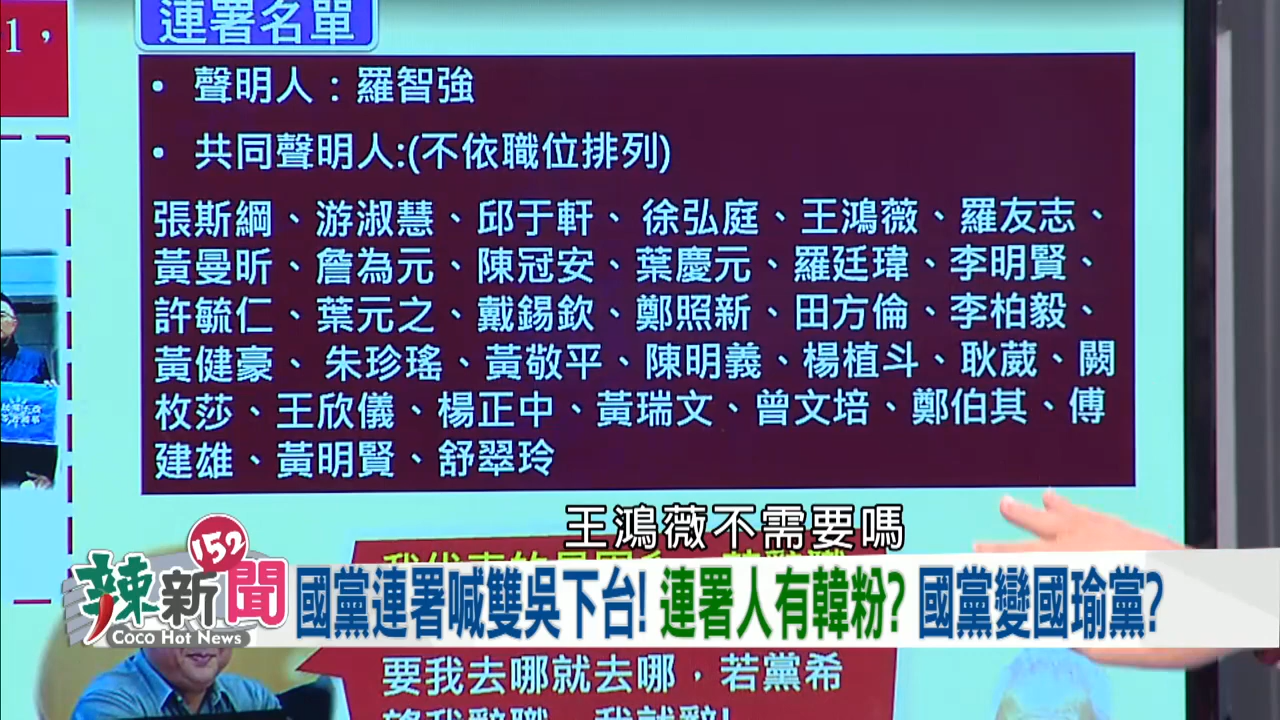 1，
連署名單
• 聲明人：羅智強
• 共同聲明人:(不依職位排列)
張斯綱、游淑慧、邱于軒、徐弘庭、王鴻薇、羅友志、
黃曼昕、詹為元、陳冠安、葉慶元、羅廷瑋、李明賢、
許毓仁、葉元之、戴錫欽、鄭照新、田方倫、李柏毅、
黃健豪、朱珍瑤、黃敬平、陳明義、楊植斗、耿葳、闕
枚莎、王欣儀、楊正中、黃瑞文、曾文培、鄭伯其、傅
建雄、黃明賢、舒翠玲
王鴻薇不需要嗎
152
辣新聞
Coco Hot News
國黨連署喊雙吳下台! 連署人有韓粉? 國黨變國瑜黨?
要我去哪就去哪，若黨希
望我辭職，我就辭!